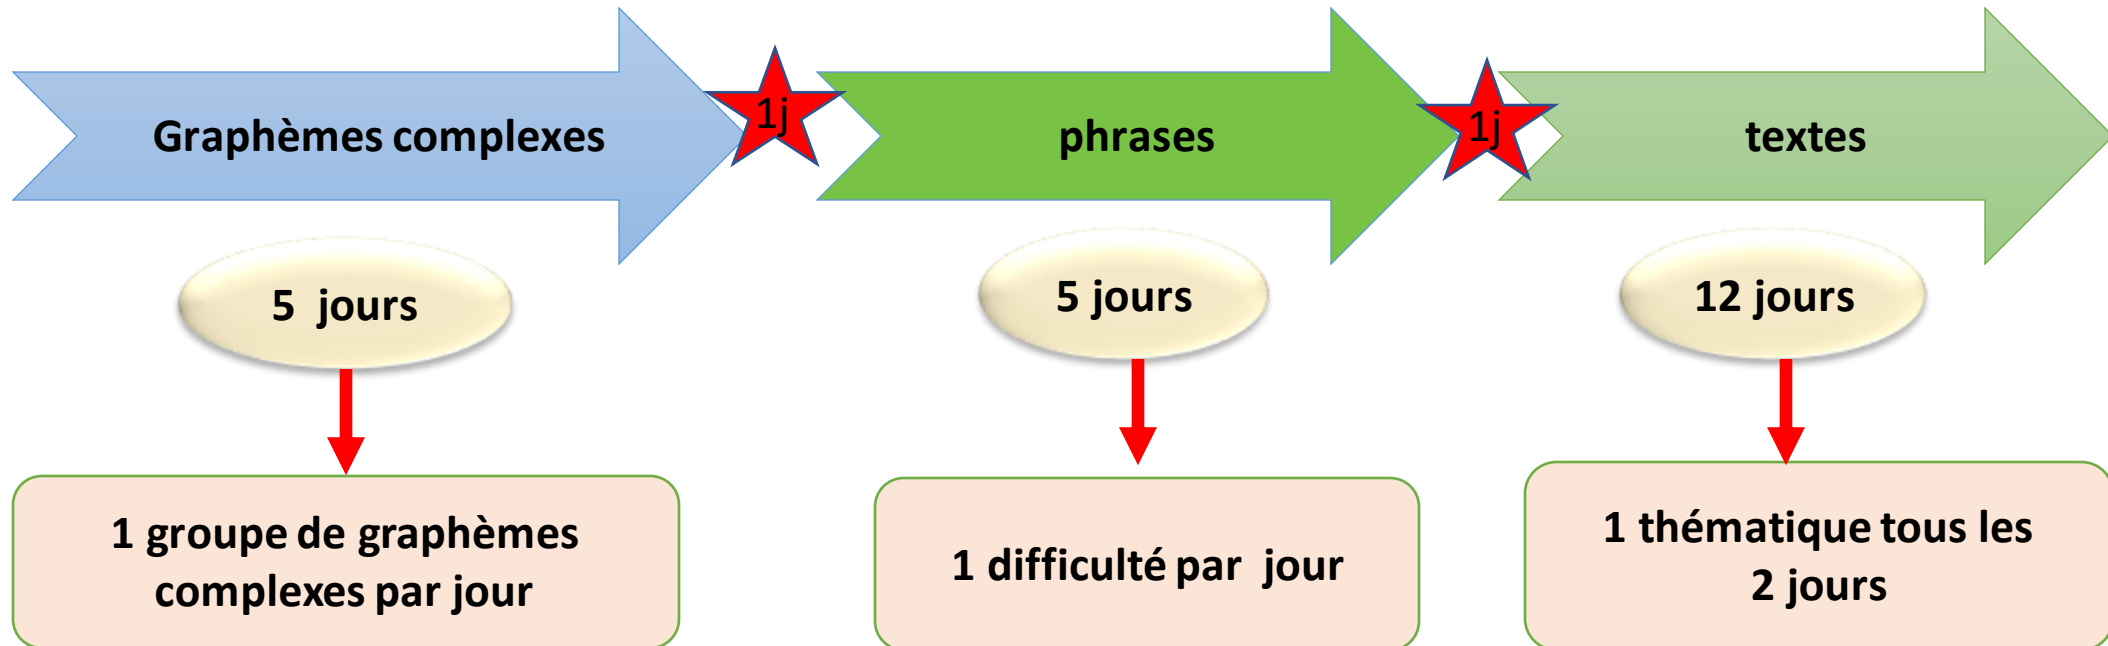 Graphèmes complexes
1j
phrases
1j
textes
5 jours
5 jours
12 jours
1 groupe de graphèmes
complexes par jour
1 difficulté par jour
1 thématique tous les
2 jours